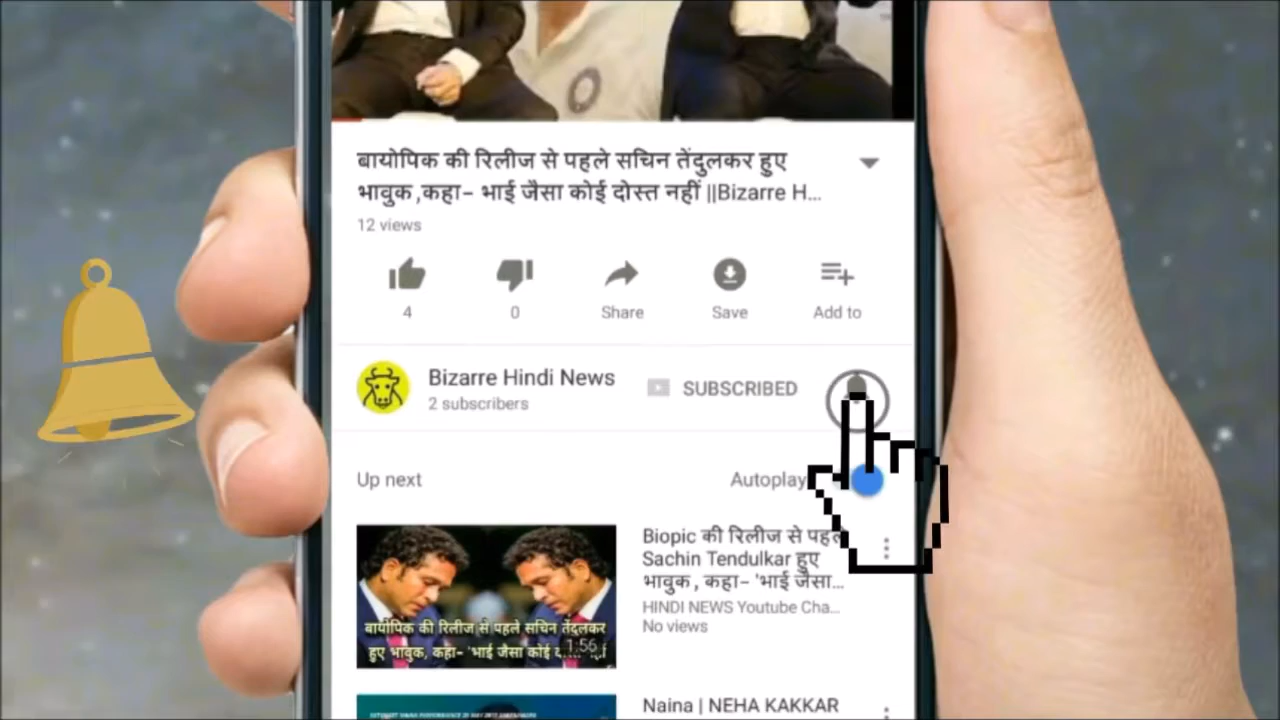 बायोपिक की रिलीज से पहले सचिन तेंदुलकर हुए
भावुक,कहा- भाई जैसा कोई दोस्त नहीं ||Bizarre H...
12 views
4
0
Share
Save
Add to
Bizarre Hindi News
2 subscribers
SUBSCRIBED
Up next
Autoplay
Biopic की रिलीज से पहले
Sachin Tendulkar हुए
भावुक, कहा- 'भाई जैसा...
HINDI NEWS Youtube Cha...
No views
बायोपिक की रिलीज से पहले सचिन तेंदुलकर
हुए भावुक, कहा- 'भाई जैसा कोई
1:56
Naina | NEHA KAKKAR